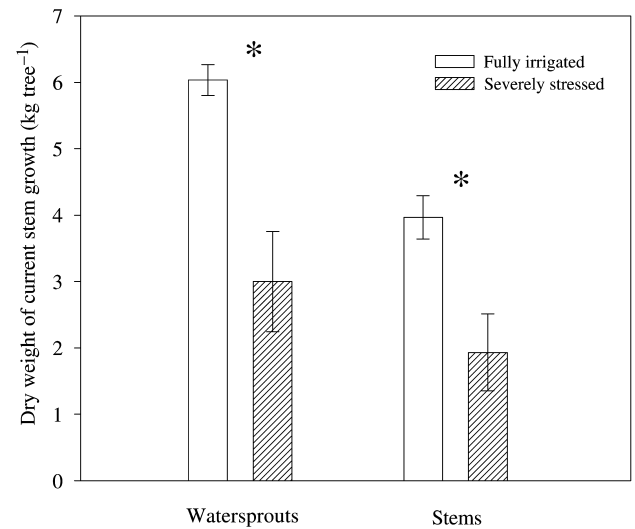 7
6
5
4
3
2
1
0
Dry weight of current stem growth (kg tree⁻¹)
*
*
Fully irrigated
Severely stressed
Watersprouts
Stems